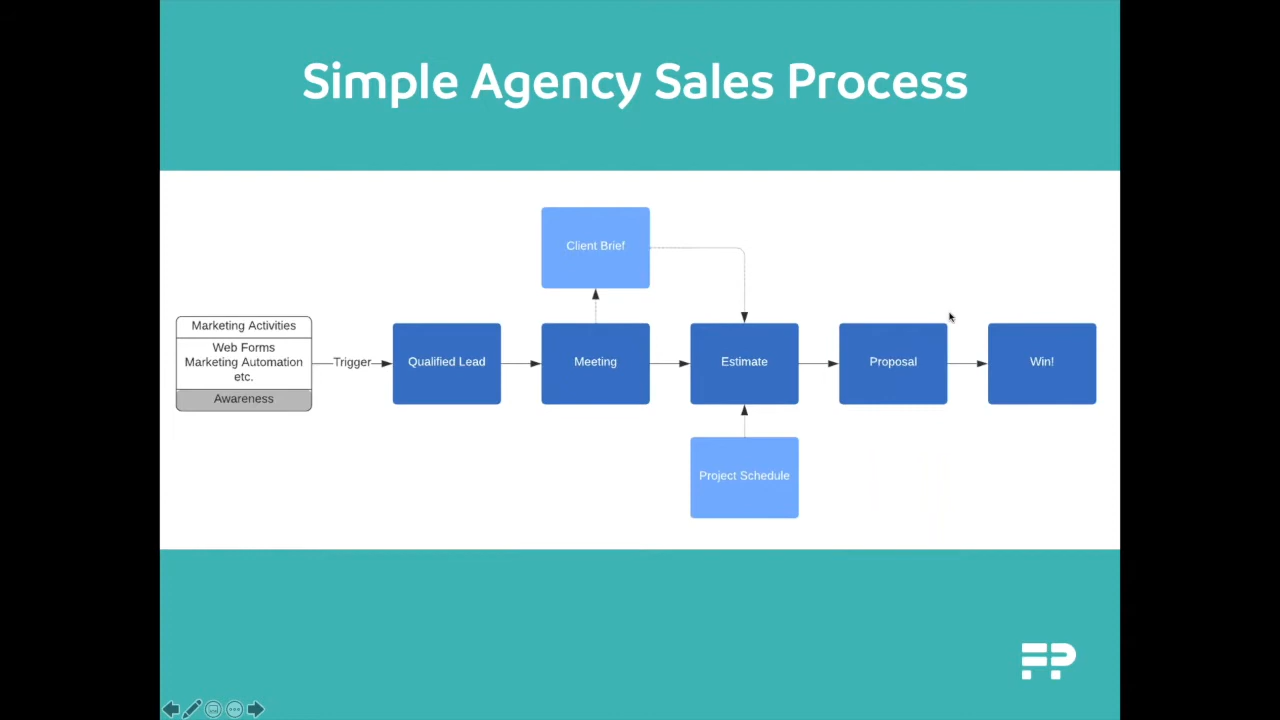 Simple Agency Sales Process
Client Brief
Marketing Activities
Web Forms
Marketing Automation
etc.
Awareness
Trigger
Qualified Lead
Meeting
Estimate
Proposal
Win!
Project Schedule
FP